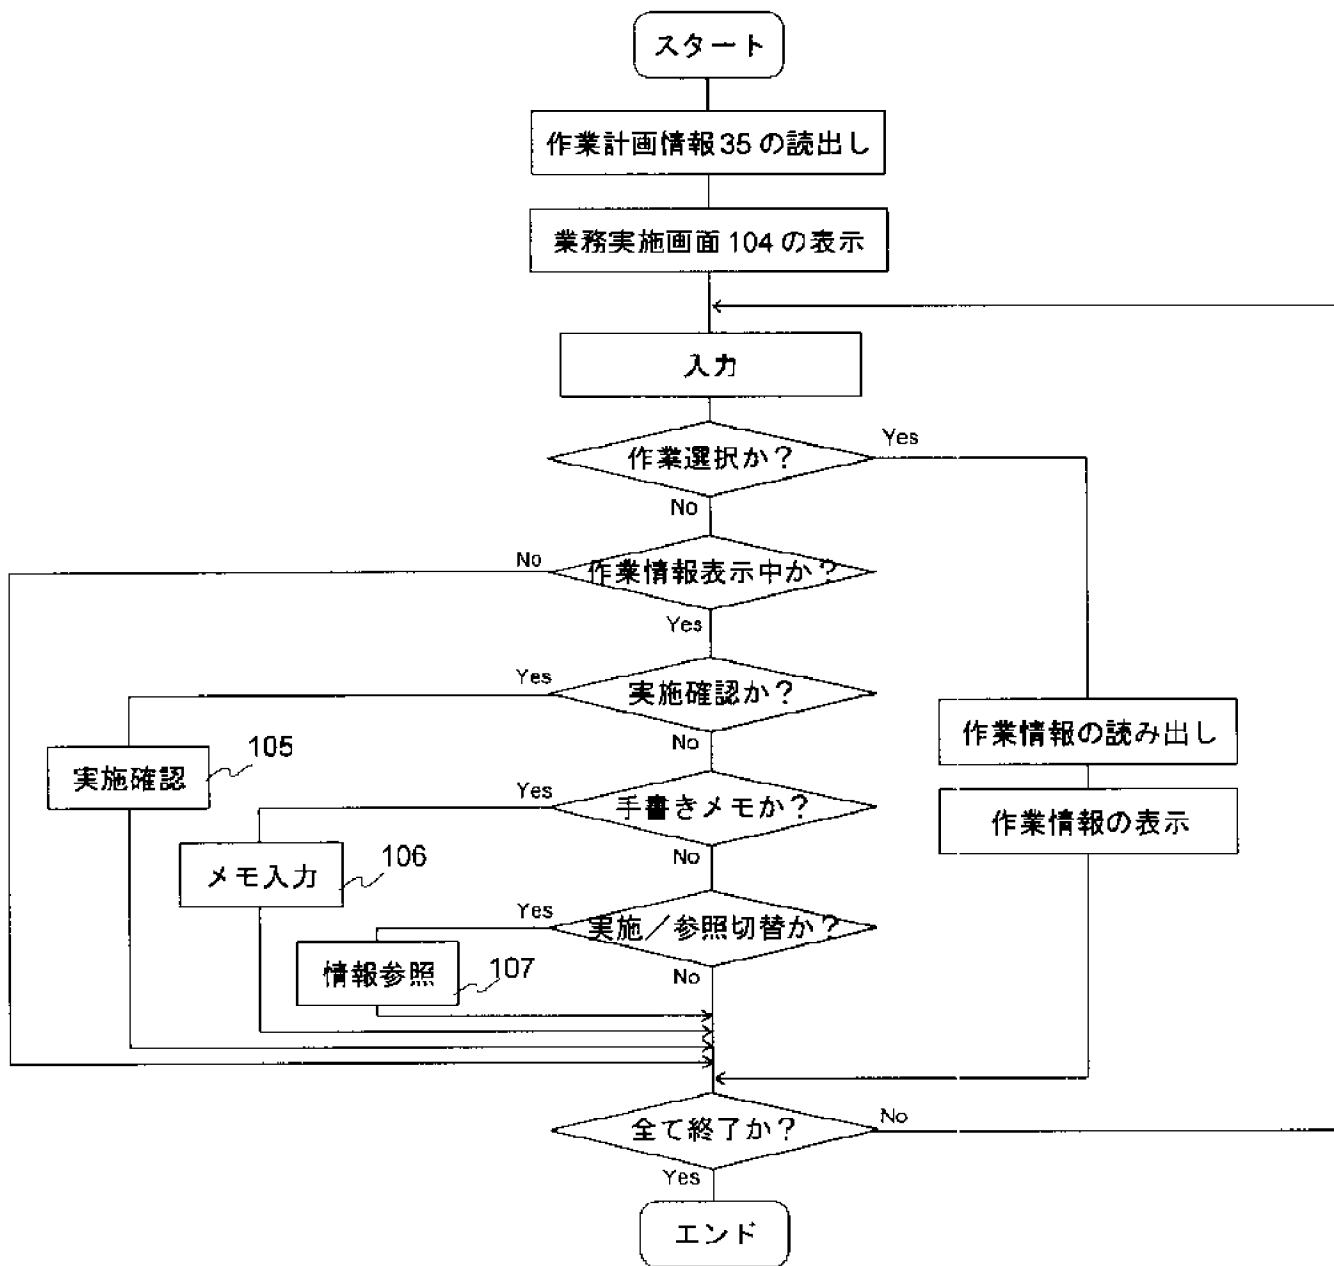 スタート
作業計画情報35の読出し
業務実施画面104の表示
入力
作業選択か？
Yes
No
作業情報表示中か？
No
Yes
実施確認か？
Yes
No
実施確認
105
作業情報の読み出し
手書きメモか？
Yes
No
作業情報の表示
メモ入力
106
実施／参照切替か？
Yes
No
情報参照
107
全て終了か？
No
Yes
エンド